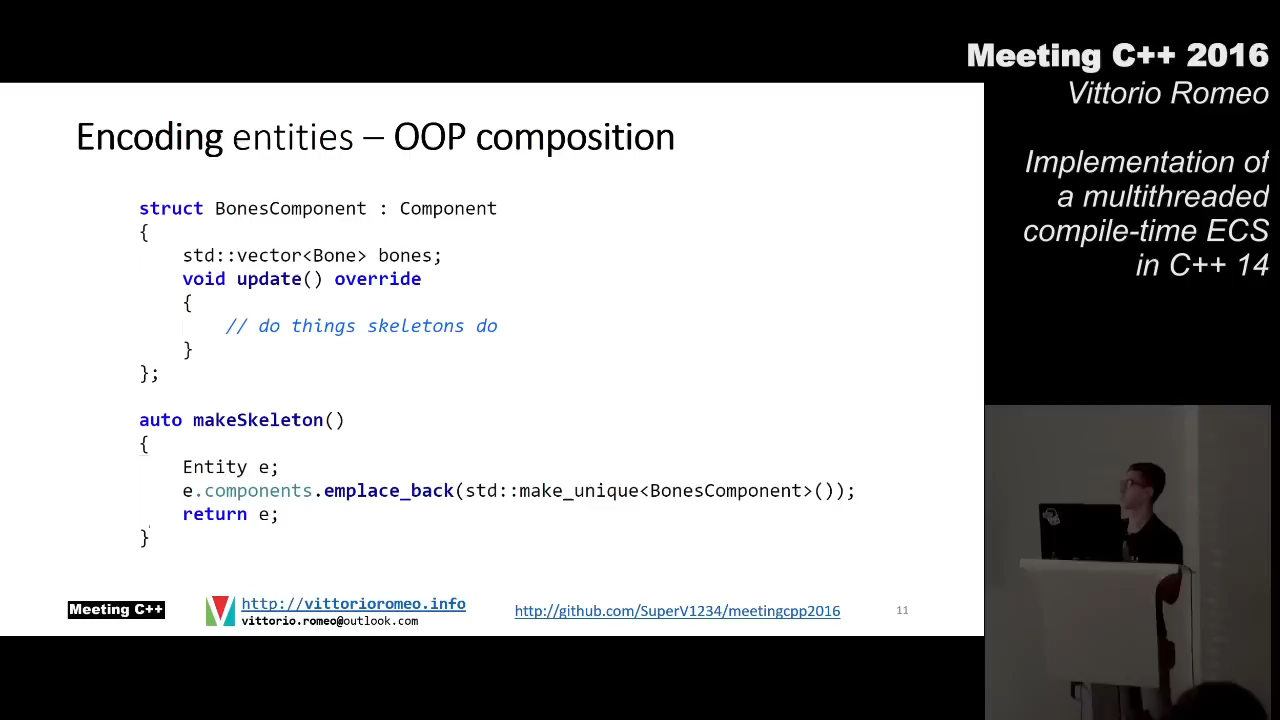 Meeting C++ 2016
Vittorio Romeo
Implementation of
a multithreaded
compile-time ECS
in C++ 14
Encoding entities – OOP composition
struct BonesComponent : Component
{
std::vector<Bone> bones;
void update() override
{
// do things skeletons do
}
};
auto makeSkeleton()
{
Entity e;
e.components.emplace_back(std::make_unique<BonesComponent>());
return e;
}
Meeting C++
http://vittorioromeo.info
vittorio.romeo@outlook.com
http://github.com/SuperV1234/meetingcpp2016
11